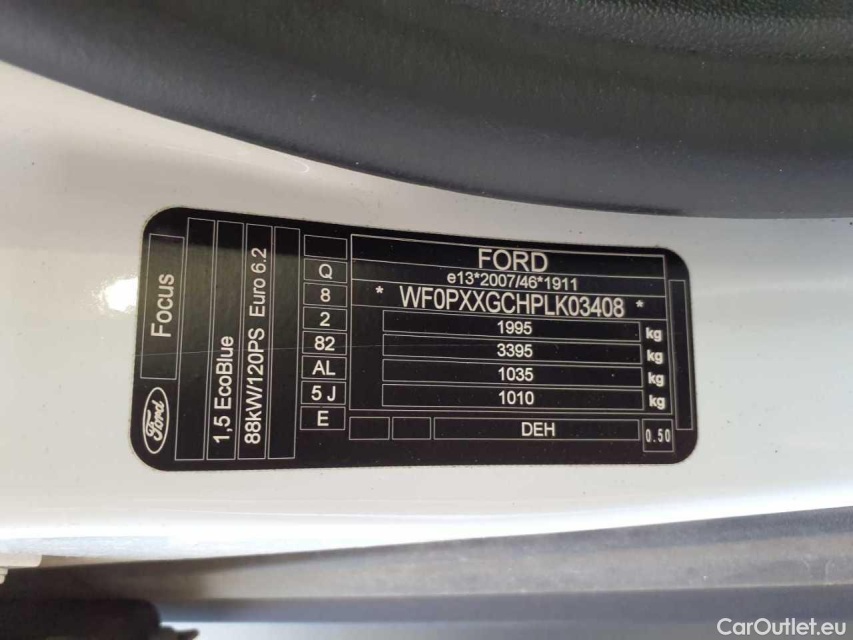 Focus
Ford
1,5 EcoBlue
88kW/120PS Euro 6.2
Q
8
2
82
AL
5 J
E
FORD
e13*2007/46*1911
* WF0PXXGCHPLK03408 *
1995 kg
3395 kg
1035 kg
1010 kg
DEH
0.50
CarOutlet.eu